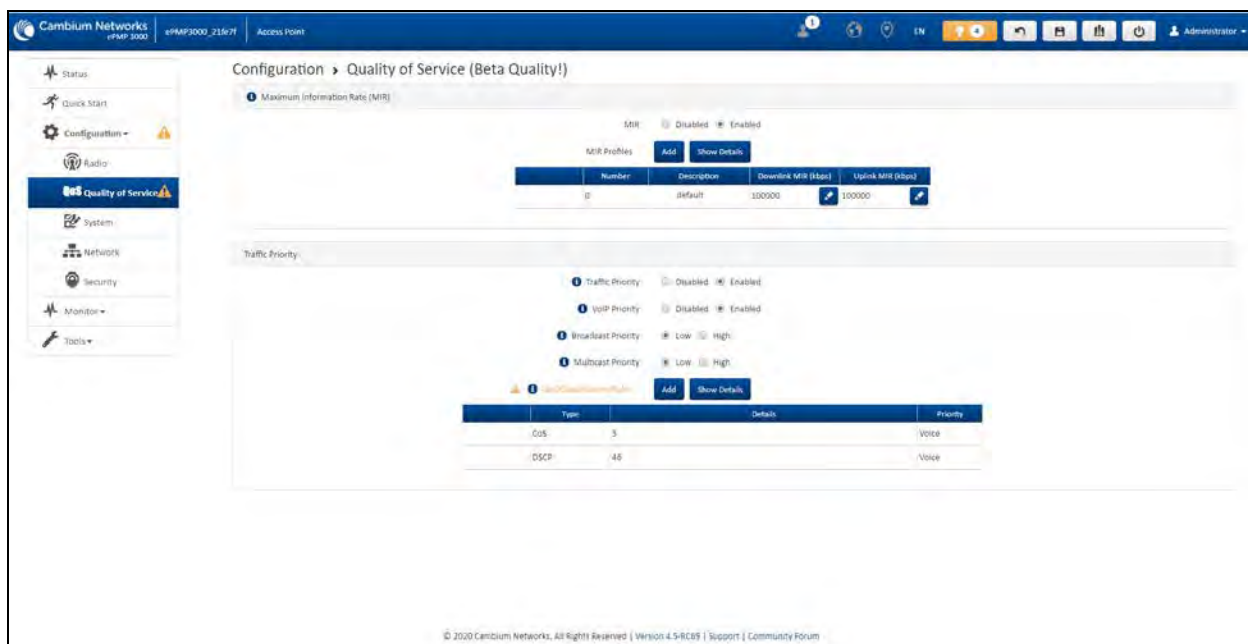 Cambium Networks
ePMP 3000
ePMP3000_21fe7f
Access Point
1
EN
4
Administrator
Status
Quick Start
Configuration
Radio
QoS Quality of Service
System
Network
Security
Monitor
Tools
Configuration > Quality of Service (Beta Quality!)
Maximum Information Rate (MIR)
MIR Disabled Enabled
MIR Profiles Add Show Details
Number Description Downlink MIR (kbps) Uplink MIR (kbps)
0 default 100000 100000
Traffic Priority
Traffic Priority Disabled Enabled
VoIP Priority Disabled Enabled
Broadcast Priority Low High
Multicast Priority Low High
Add Show Details
Type Details Priority
CoS 5 Voice
DSCP 46 Voice
© 2020 Cambium Networks, All Rights Reserved | Version 4.5-RC65 | Support | Community Forum